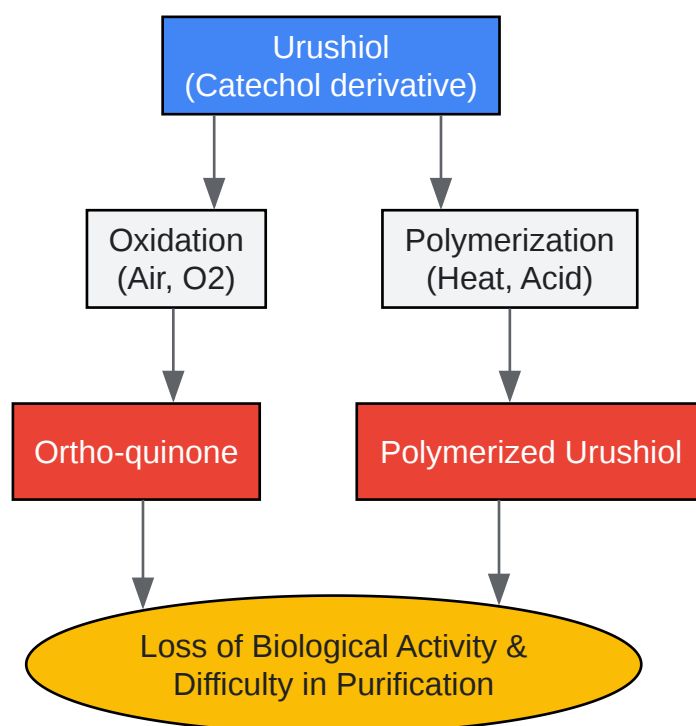 Urushiol
(Catechol derivative)
Oxidation
(Air, O2)
Polymerization
(Heat, Acid)
Ortho-quinone
Polymerized Urushiol
Loss of Biological Activity &
Difficulty in Purification